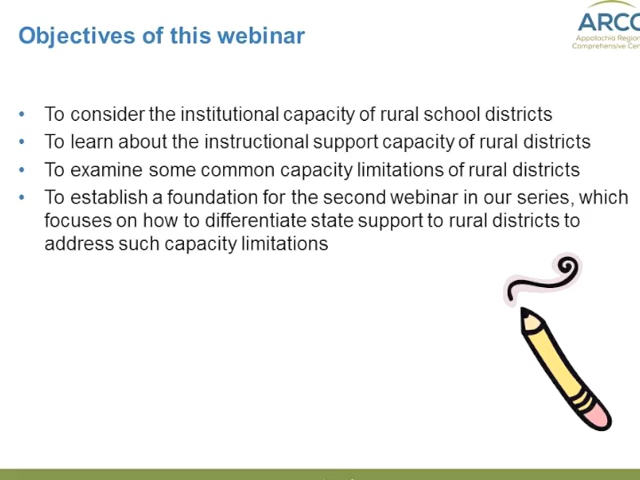 Objectives of this webinar
ARCC
Appalachia Regional
Comprehensive Cen
• To consider the institutional capacity of rural school districts
• To learn about the instructional support capacity of rural districts
• To examine some common capacity limitations of rural districts
• To establish a foundation for the second webinar in our series, which
focuses on how to differentiate state support to rural districts to
address such capacity limitations